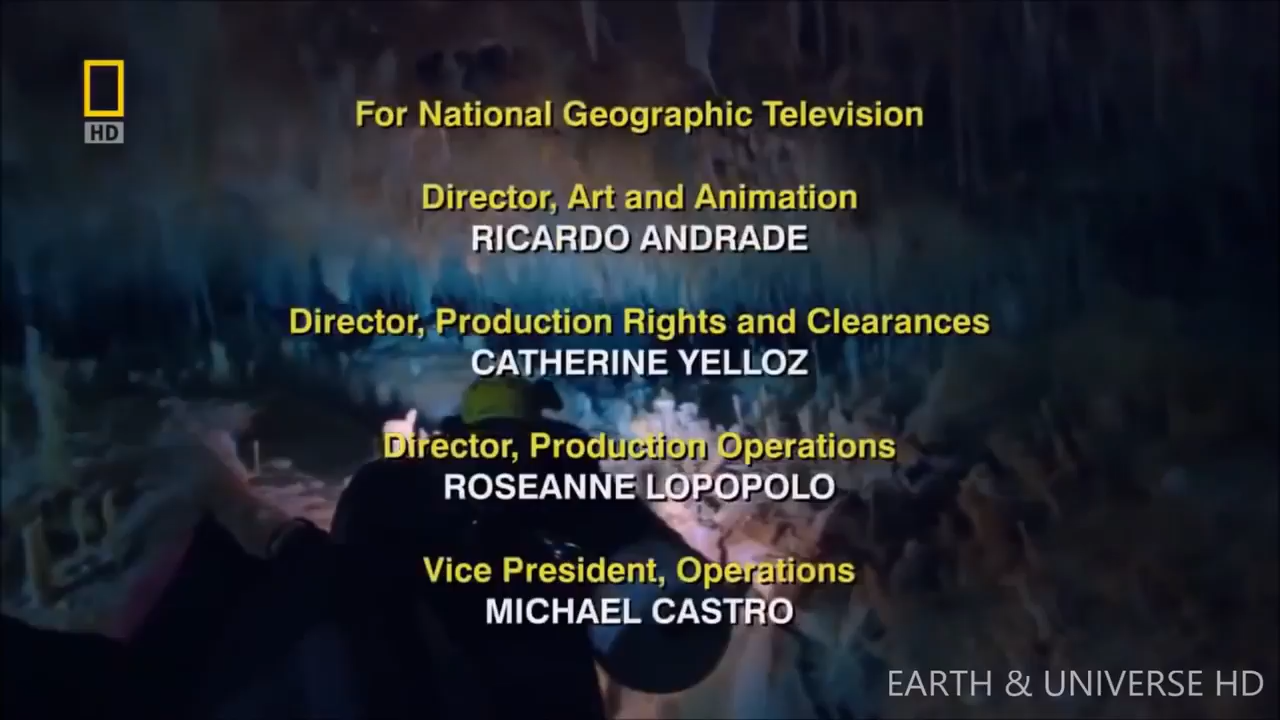 HD
For National Geographic Television
Director, Art and Animation
RICARDO ANDRADE
Director, Production Rights and Clearances
CATHERINE YELLOZ
Director, Production Operations
ROSEANNE LOPOPOLO
Vice President, Operations
MICHAEL CASTRO
EARTH & UNIVERSE HD